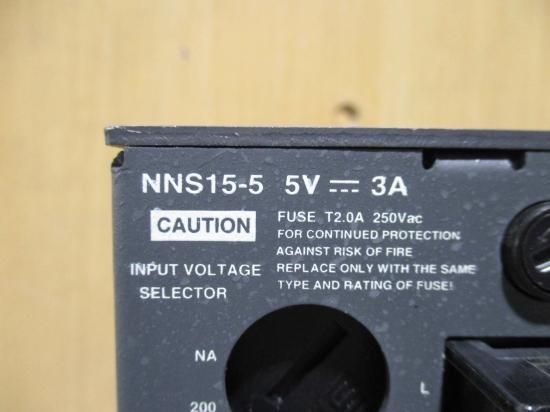 NNS15-5 5V ⎓ 3A
CAUTION
FUSE T2.0A 250Vac
FOR CONTINUED PROTECTION
AGAINST RISK OF FIRE
REPLACE ONLY WITH THE SAME
TYPE AND RATING OF FUSE!
INPUT VOLTAGE
SELECTOR
NA
200
L